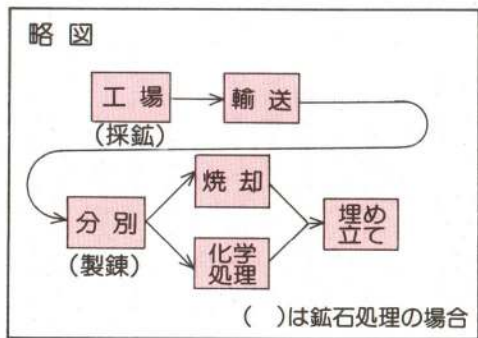 略図
工場
輸送
(採鉱)
分別
(製錬)
焼却
化学
処理
埋め
立て
( )は鉱石処理の場合